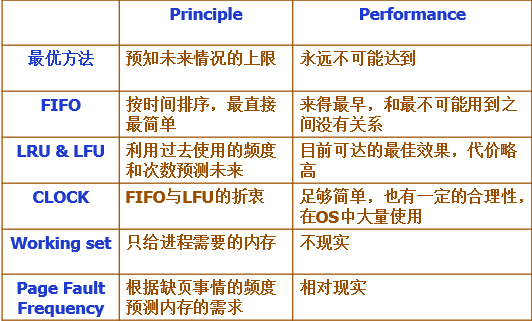 Principle
Performance
最优方法
预知未来情况的上限
永远不可能达到
FIFO
按时间排序，最直接
最简单
来得最早，和最不可能用到之
间没有关系
LRU & LFU
利用过去使用的频度
和次数预测未来
目前可达的最佳效果，代价略
高
CLOCK
FIFO与LFU的折衷
足够简单，也有一定的合理性，
在OS中大量使用
Working set
只给进程需要的内存
不现实
Page Fault
Frequency
根据缺页事情的频度
预测内存的需求
相对现实